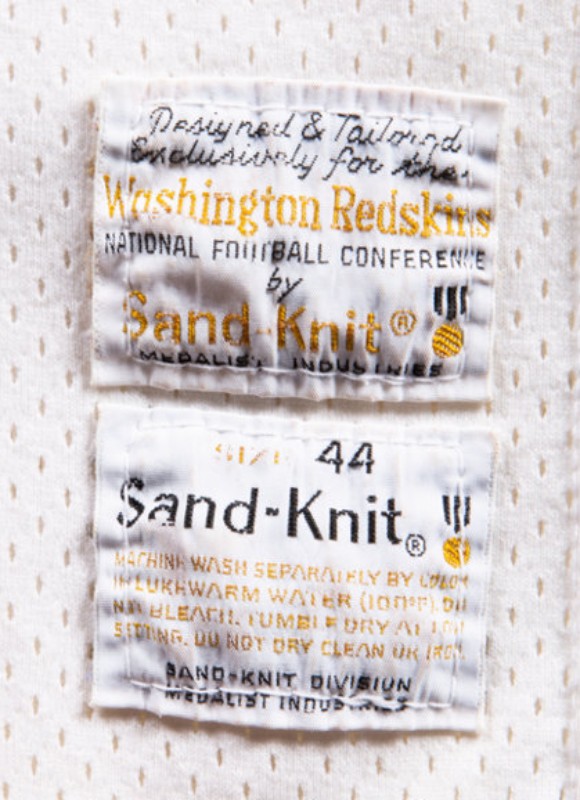 Designed & Tailored
Exclusively for the
Washington Redskins
NATIONAL FOOTBALL CONFERENCE
by
Sand-Knit®
MEDALIST INDUSTRIES
SIZE 44
Sand-Knit®
MACHINE WASH SEPARATELY BY COLOR
IN LUKEWARM WATER (100°F). DO
NOT BLEACH. TUMBLE DRY AT LOW
SETTING. DO NOT DRY CLEAN OR IRON.
SAND-KNIT DIVISION
MEDALIST INDUSTRIES